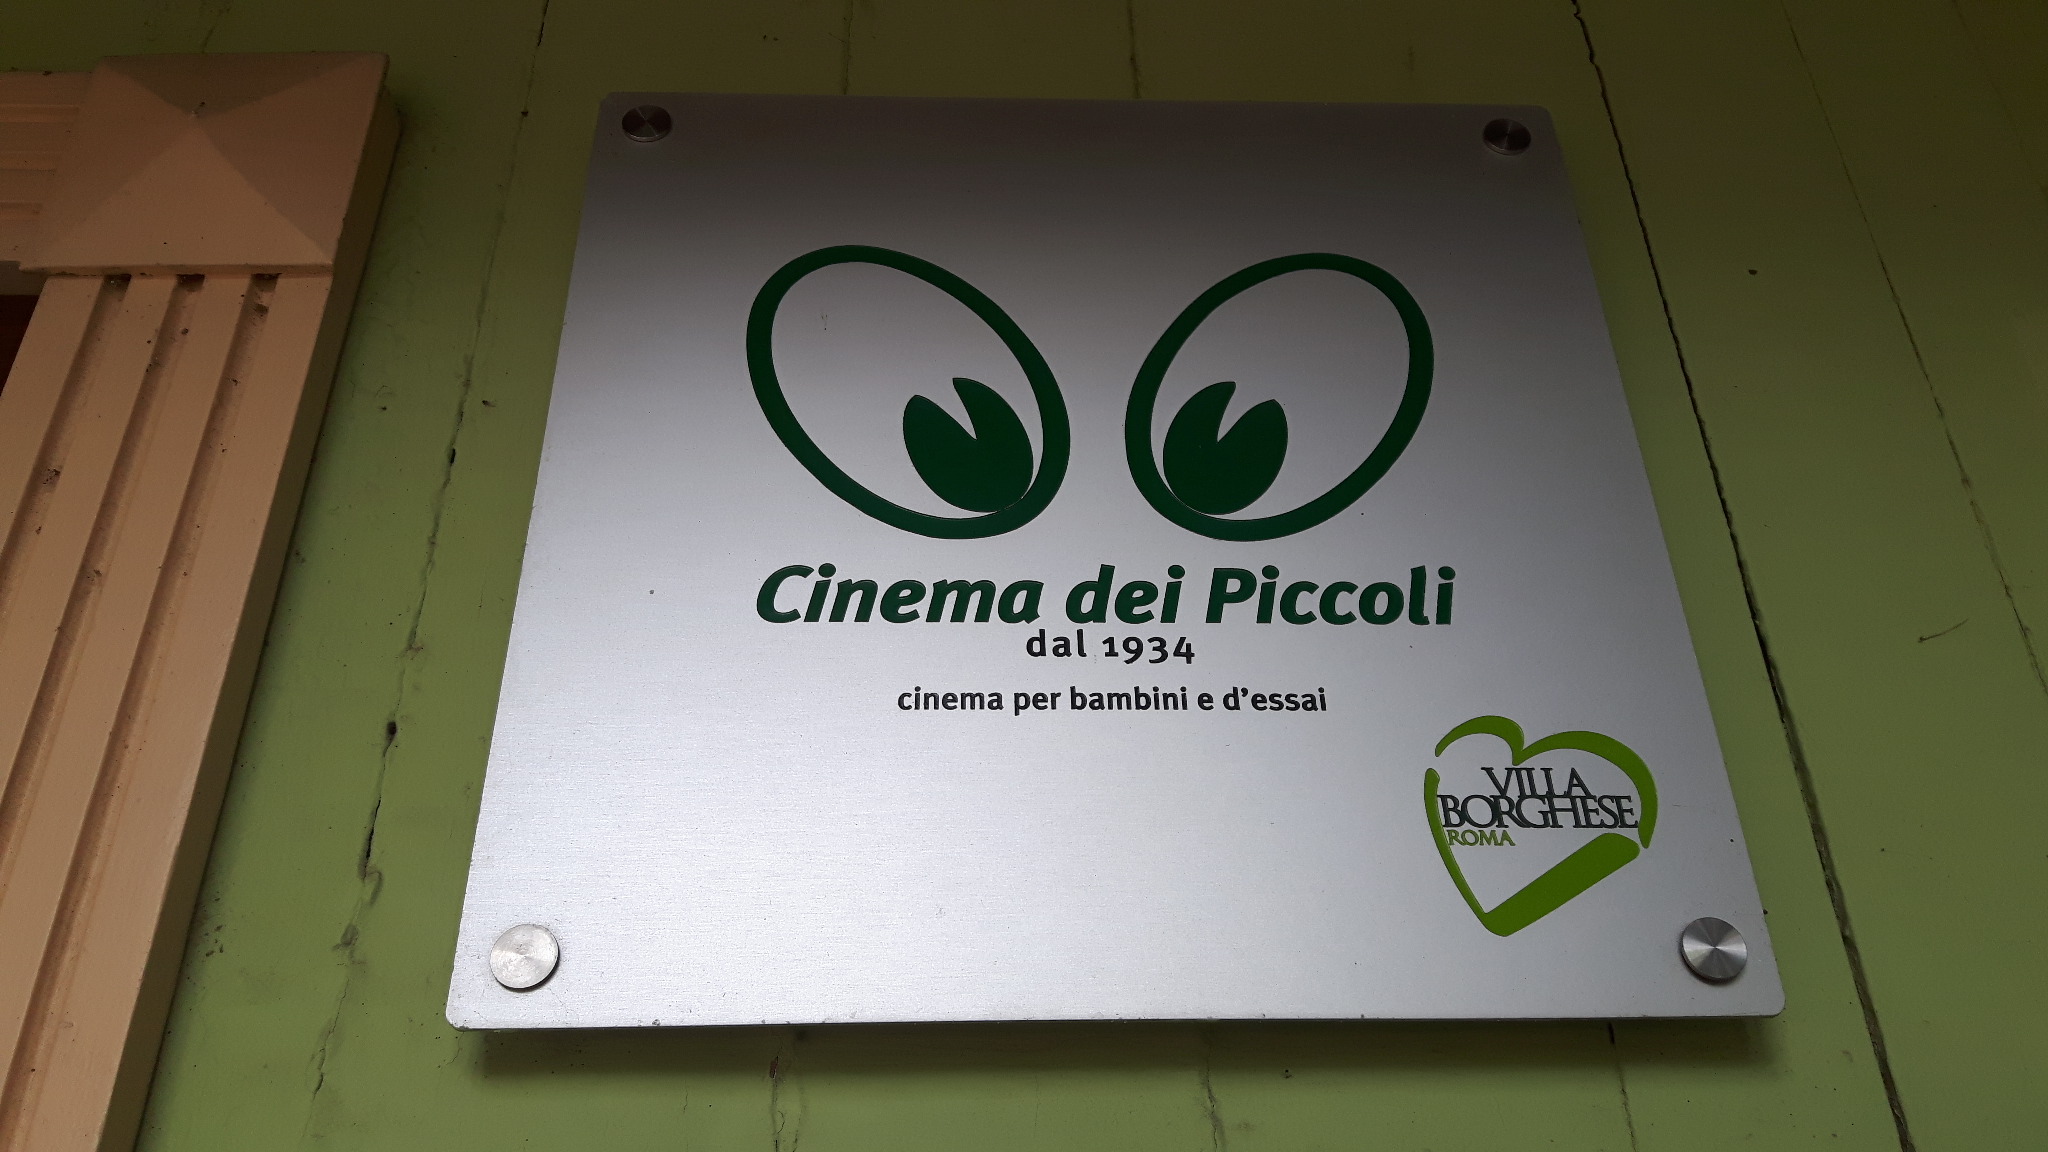 Cinema dei Piccoli
dal 1934
cinema per bambini e d'essai
VILLA
BORGHESE
ROMA